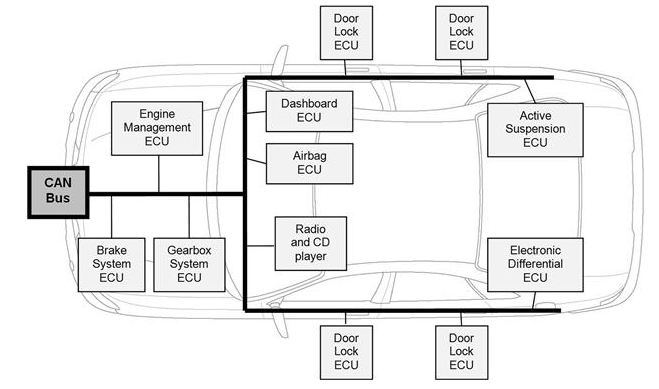 Door
Lock
ECU
Door
Lock
ECU
Engine
Management
ECU
Dashboard
ECU
Active
Suspension
ECU
Airbag
ECU
CAN
Bus
Brake
System
ECU
Gearbox
System
ECU
Radio
and CD
player
Electronic
Differential
ECU
Door
Lock
ECU
Door
Lock
ECU